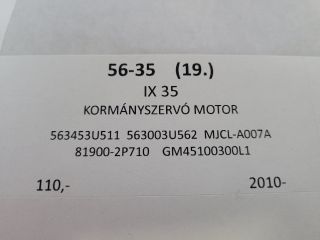 56-35 (19.)
IX 35
KORMÁNYSZERVÓ MOTOR
563453U511 563003U562 MJCL-A007A
81900-2P710 GM45100300L1
110,- 2010-